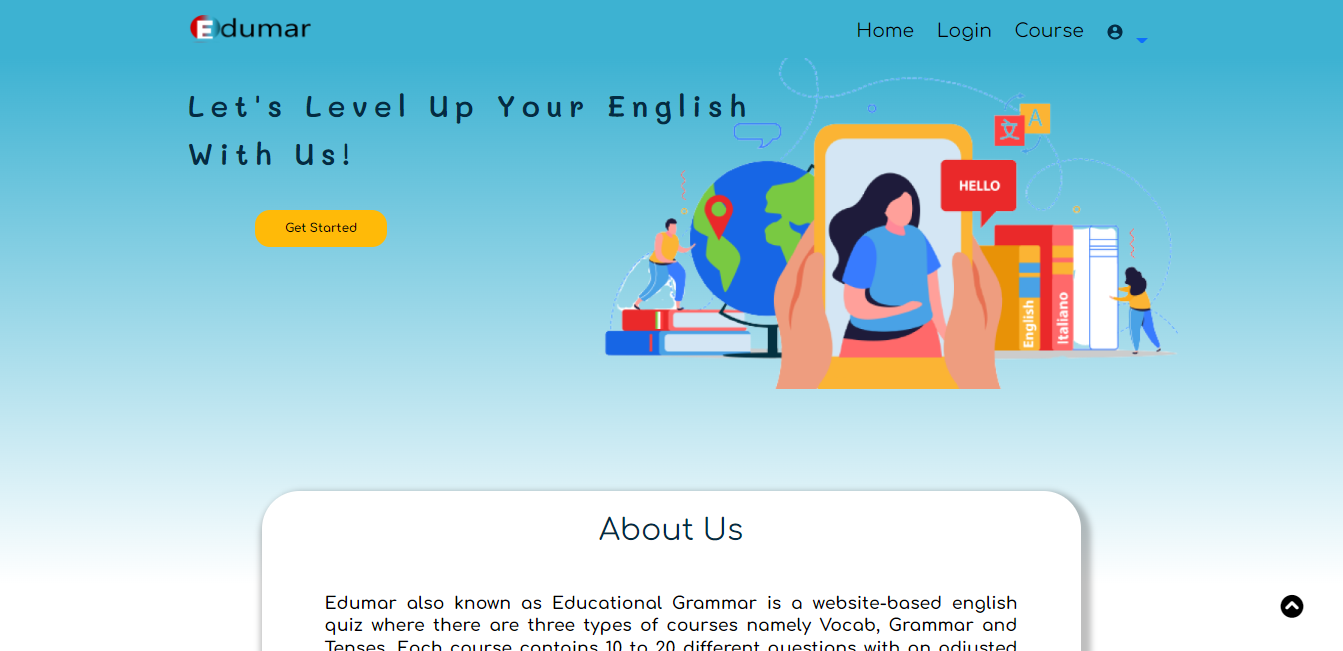 Edumar
Home Login Course
Let's Level Up Your English
With Us!
Get Started
文 A
HELLO
English
Italiano
About Us
Edumar also known as Educational Grammar is a website-based english
quiz where there are three types of courses namely Vocab, Grammar and
Tenses. Each course contains 10 to 20 different questions with an adjusted